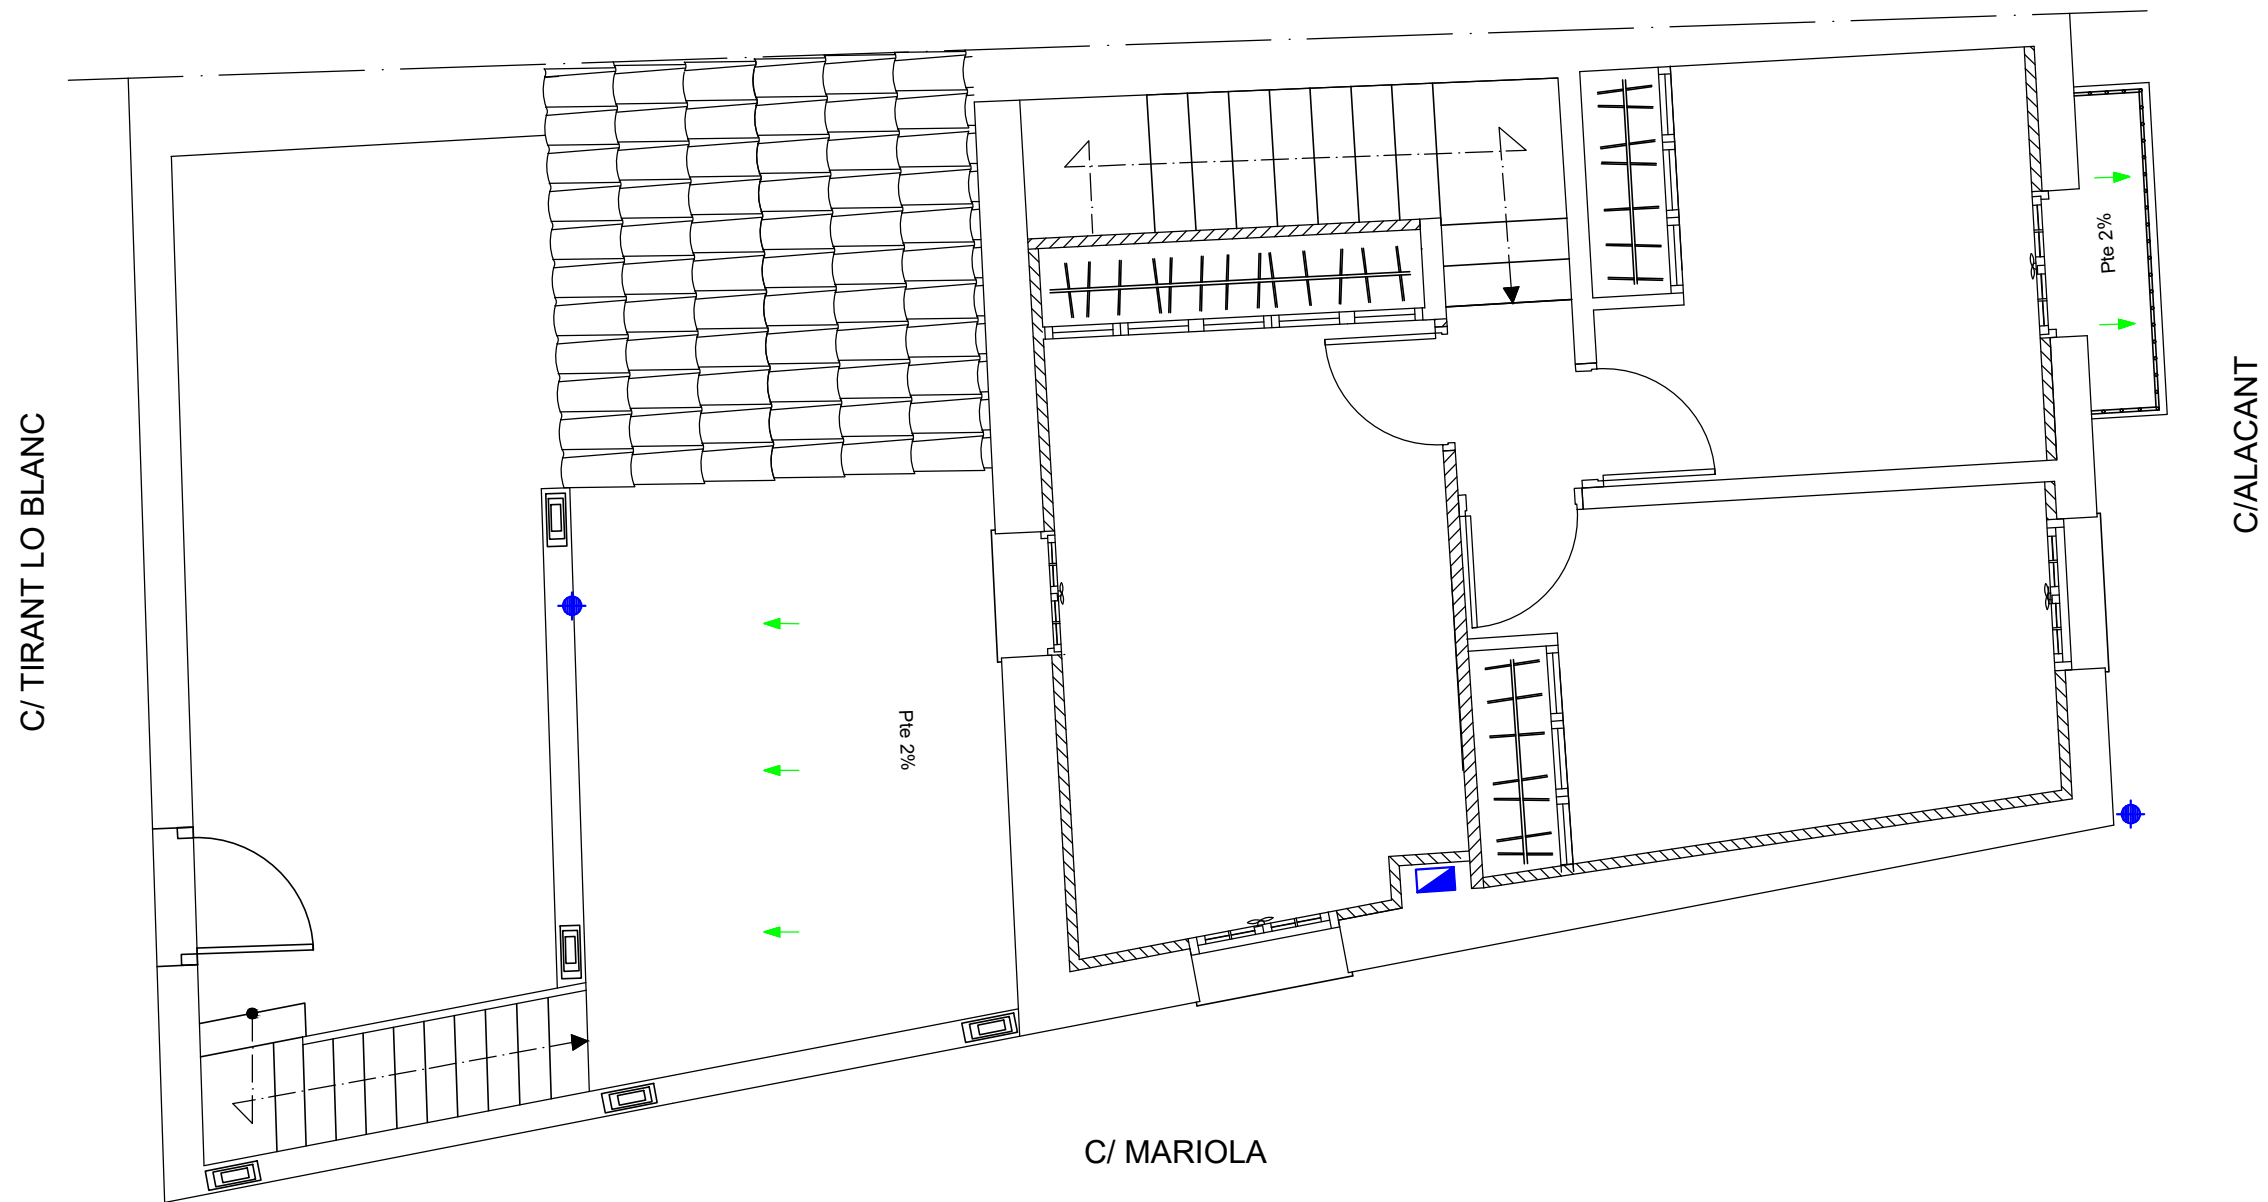 C/ TIRANT LO BLANC
Pte 2%
Pte 2%
C/ALACANT
C/ MARIOLA